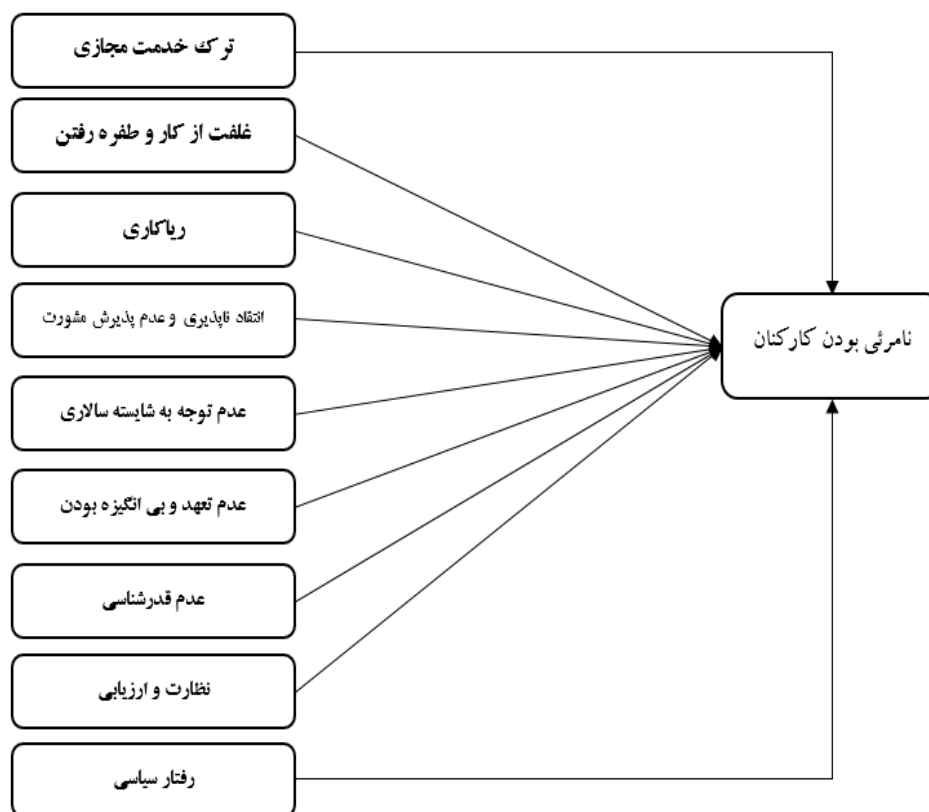 ترک خدمت مجازی
غلفت از کار و طفره رفتن
ریاکاری
انتقاد ناپذیری و عدم پذیرش مشورت
عدم توجه به شایسته سالاری
عدم تعهد و بی انگیزه بودن
عدم قدرشناسی
نظارت و ارزیابی
رفتار سیاسی
نامرئی بودن کارکنان